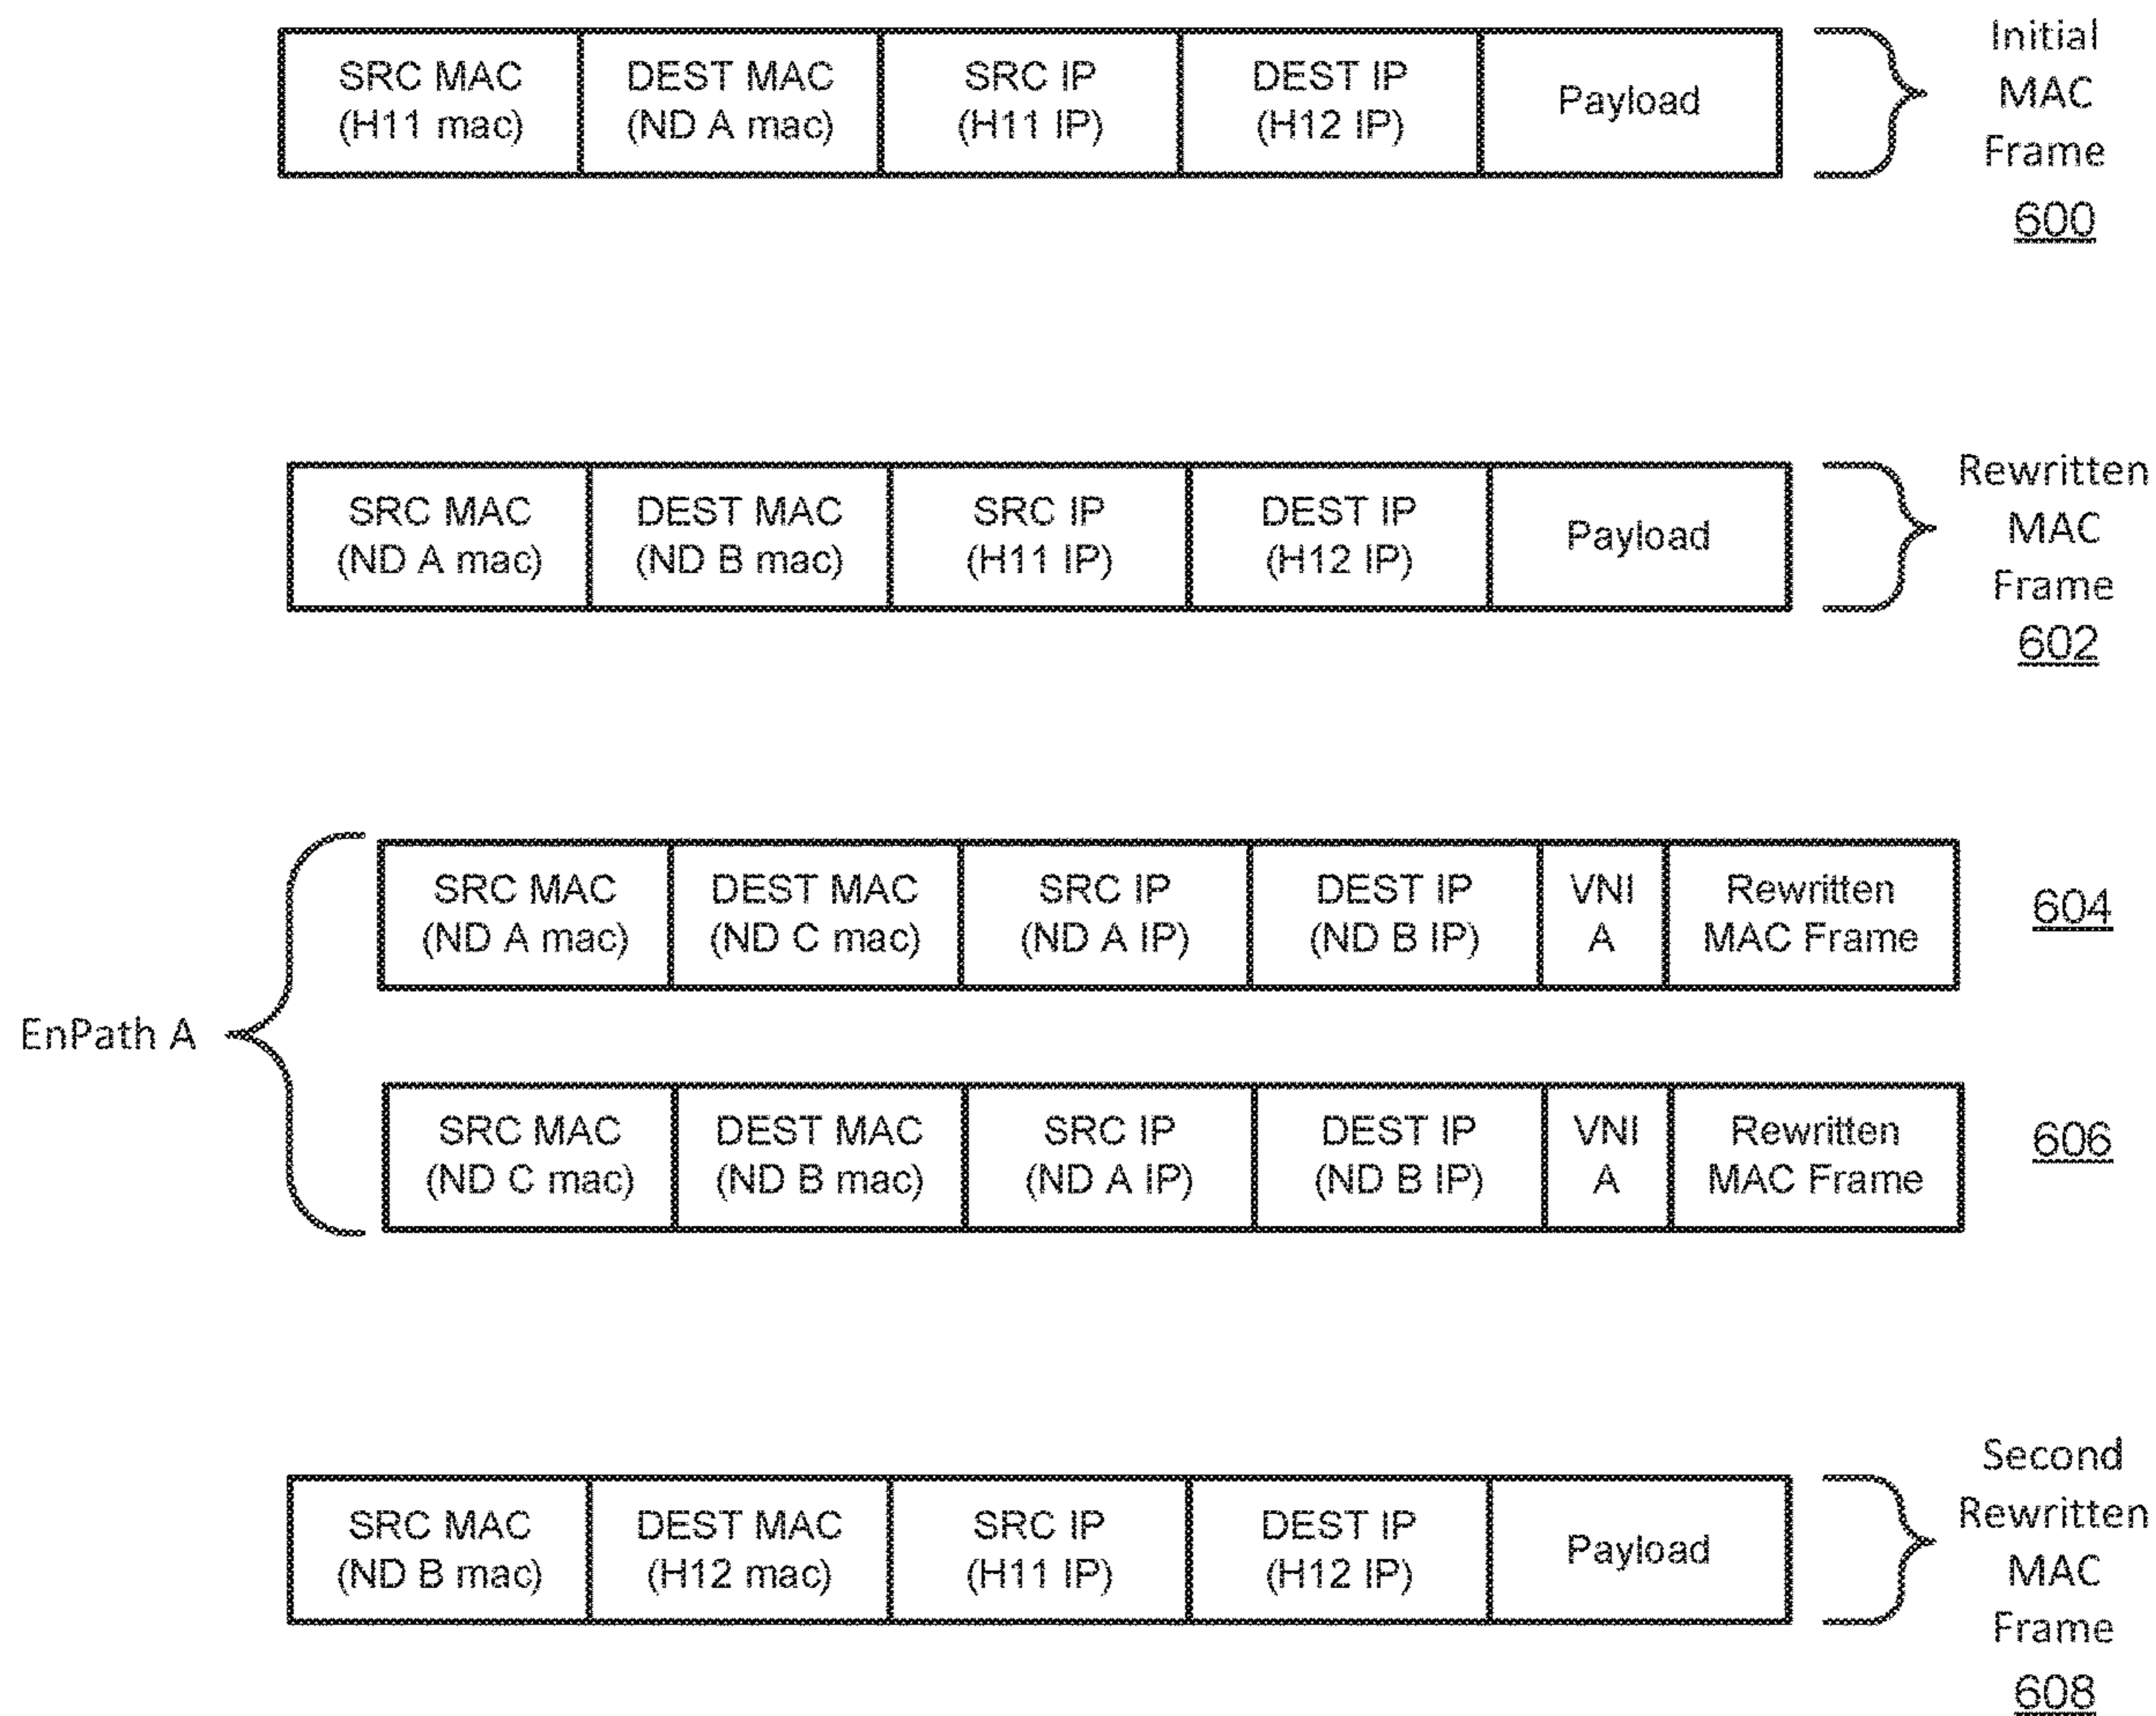 SRC MAC
(H11 mac)
DEST MAC
(ND A mac)
SRC IP
(H11 IP)
DEST IP
(H12 IP)
Payload
Initial
MAC
Frame
600
SRC MAC
(ND A mac)
DEST MAC
(ND B mac)
SRC IP
(H11 IP)
DEST IP
(H12 IP)
Payload
Rewritten
MAC
Frame
602
EnPath A
SRC MAC
(ND A mac)
DEST MAC
(ND C mac)
SRC IP
(ND A IP)
DEST IP
(ND B IP)
VNI
A
Rewritten
MAC Frame
604
SRC MAC
(ND C mac)
DEST MAC
(ND B mac)
SRC IP
(ND A IP)
DEST IP
(ND B IP)
VNI
A
Rewritten
MAC Frame
606
SRC MAC
(ND B mac)
DEST MAC
(H12 mac)
SRC IP
(H11 IP)
DEST IP
(H12 IP)
Payload
Second
Rewritten
MAC
Frame
608